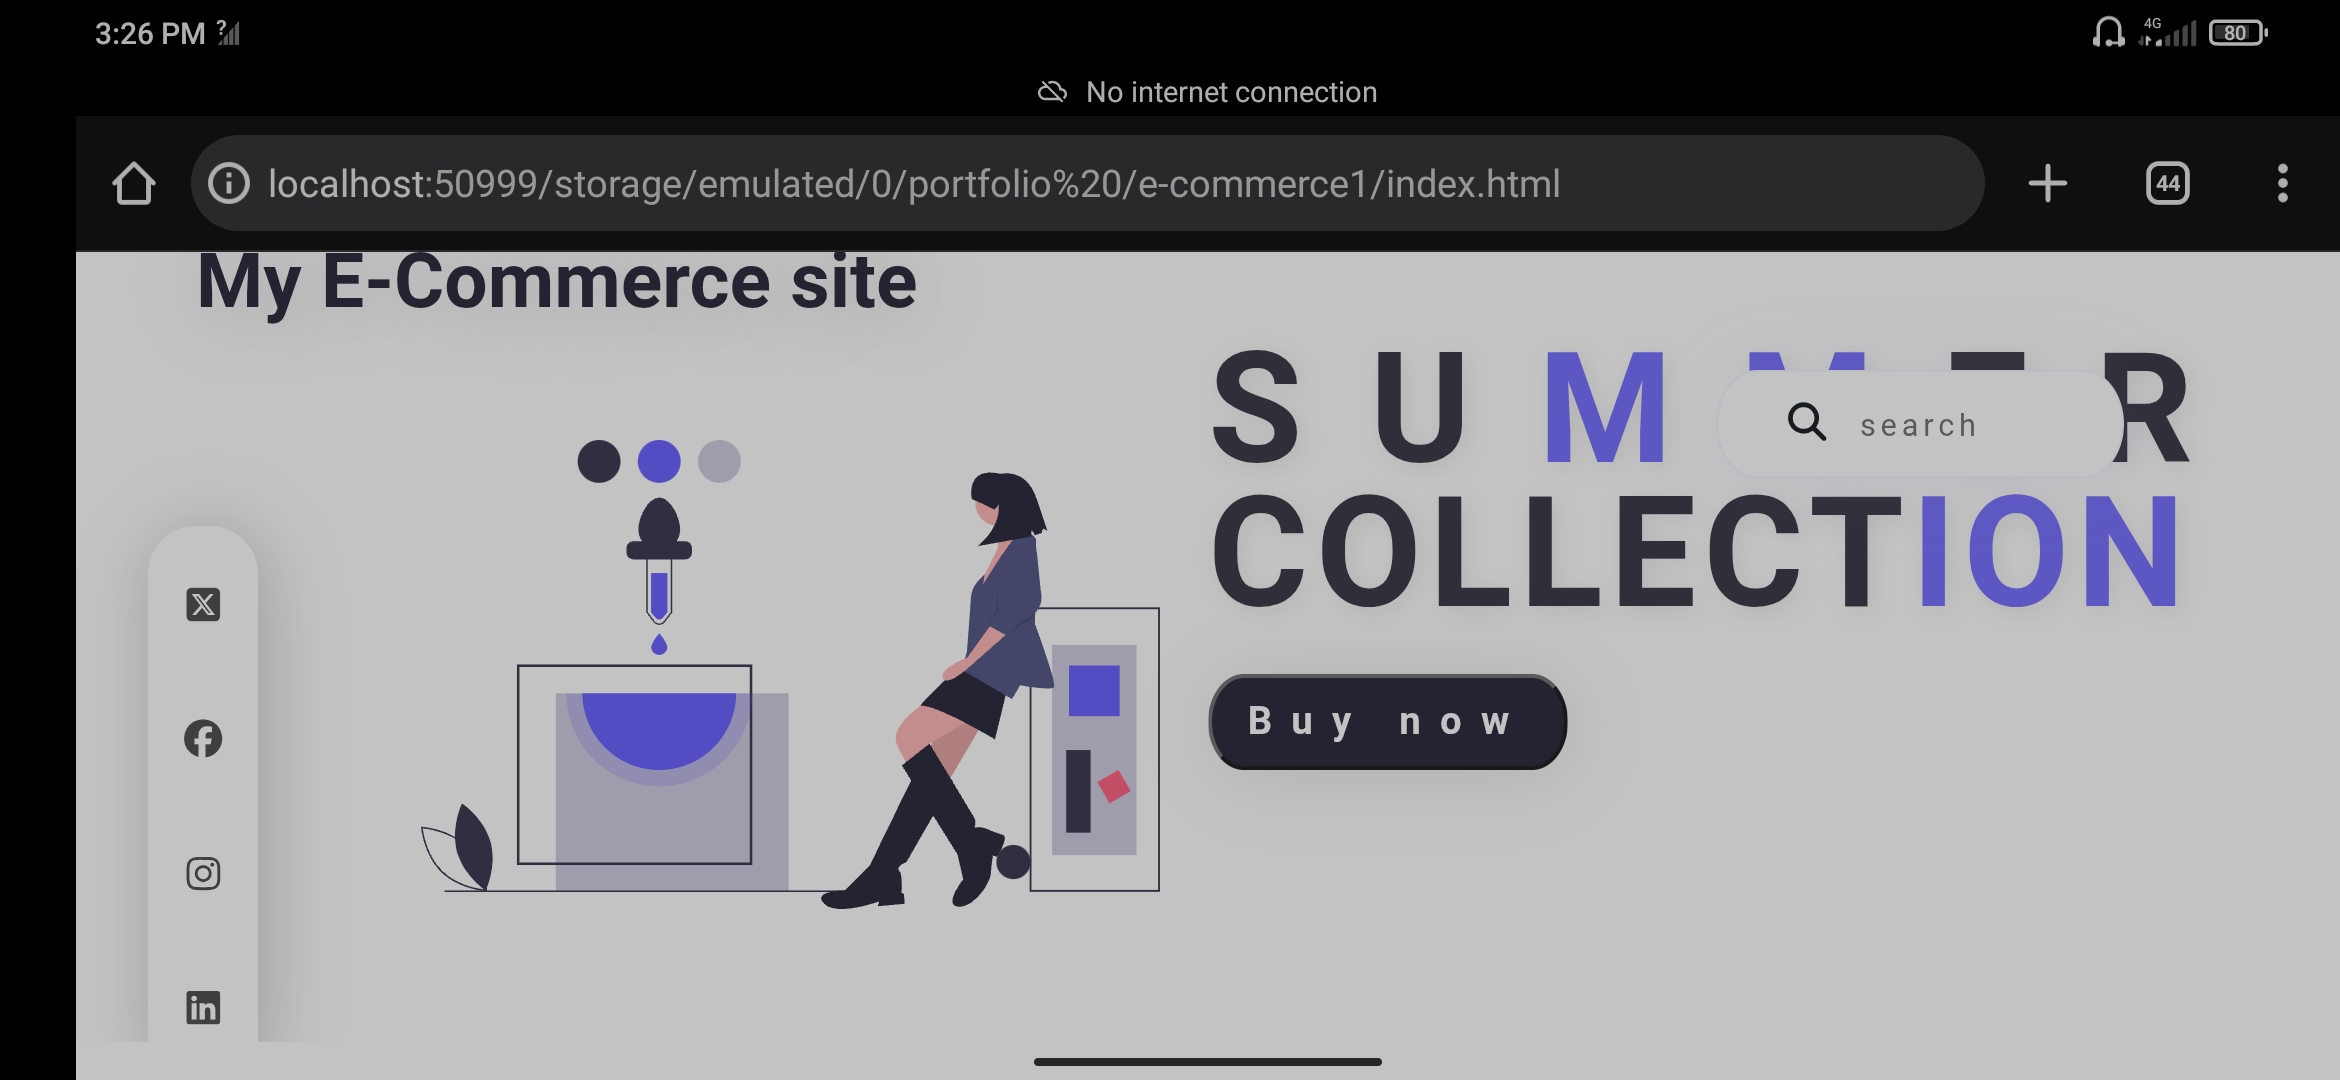 3:26 PM ?
4G
80
No internet connection
localhost:50999/storage/emulated/0/portfolio%20/e-commerce1/index.html
44
My E-Commerce site
S U M M E R
search
COLLECTION
Buy now